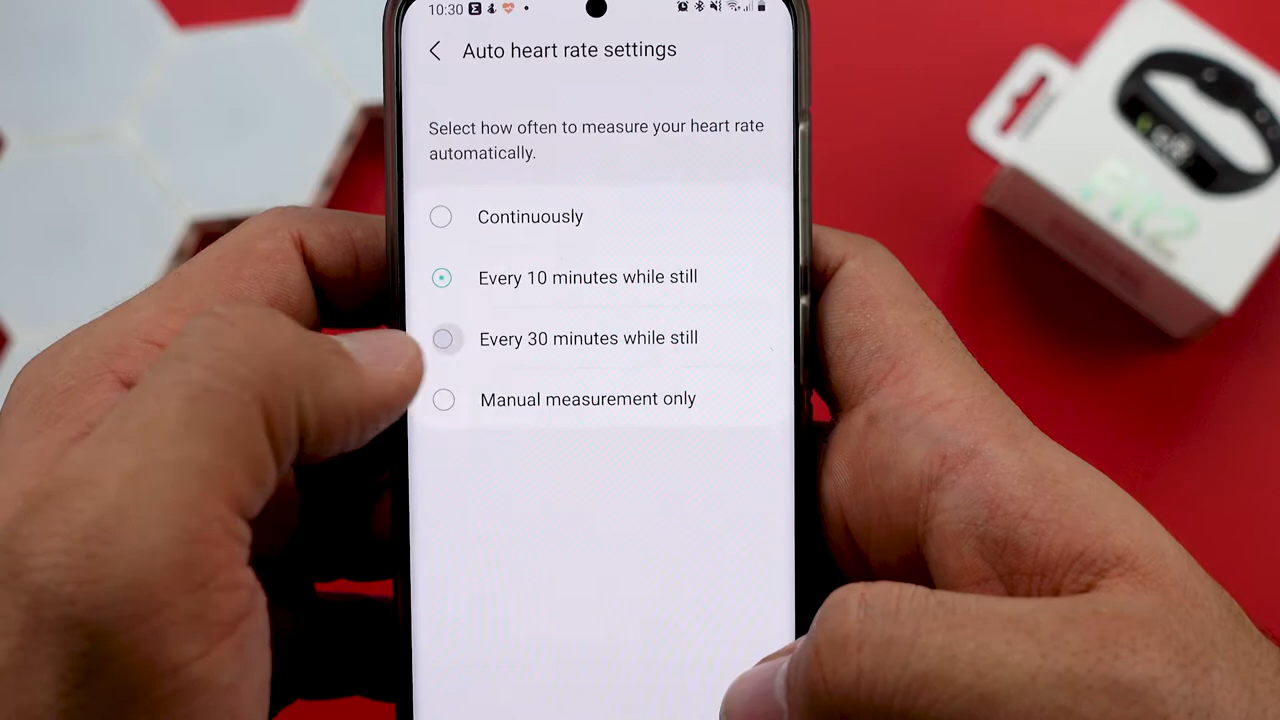 10:30
Auto heart rate settings
Select how often to measure your heart rate
automatically.
Continuously
Every 10 minutes while still
Every 30 minutes while still
Manual measurement only
Fit2